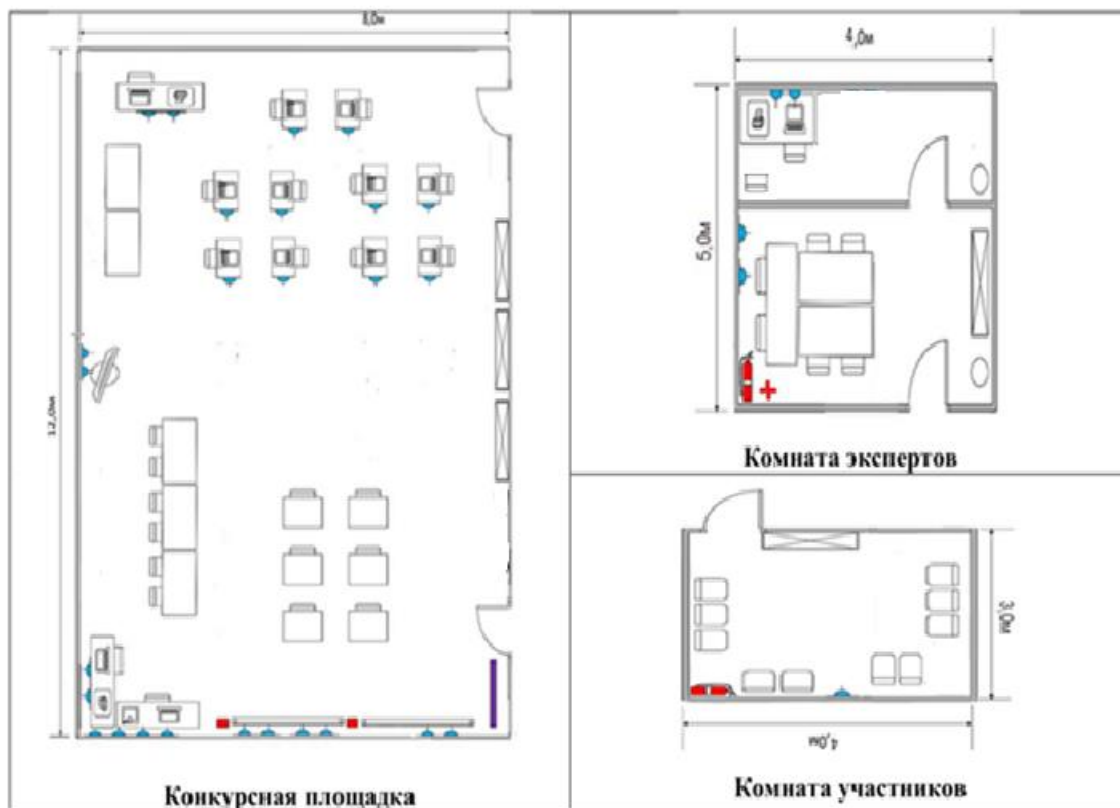 8,0м
12,0м
Конкурсная площадка
4,0м
5,0м
Комната экспертов
3,0м
4,0м
Комната участников